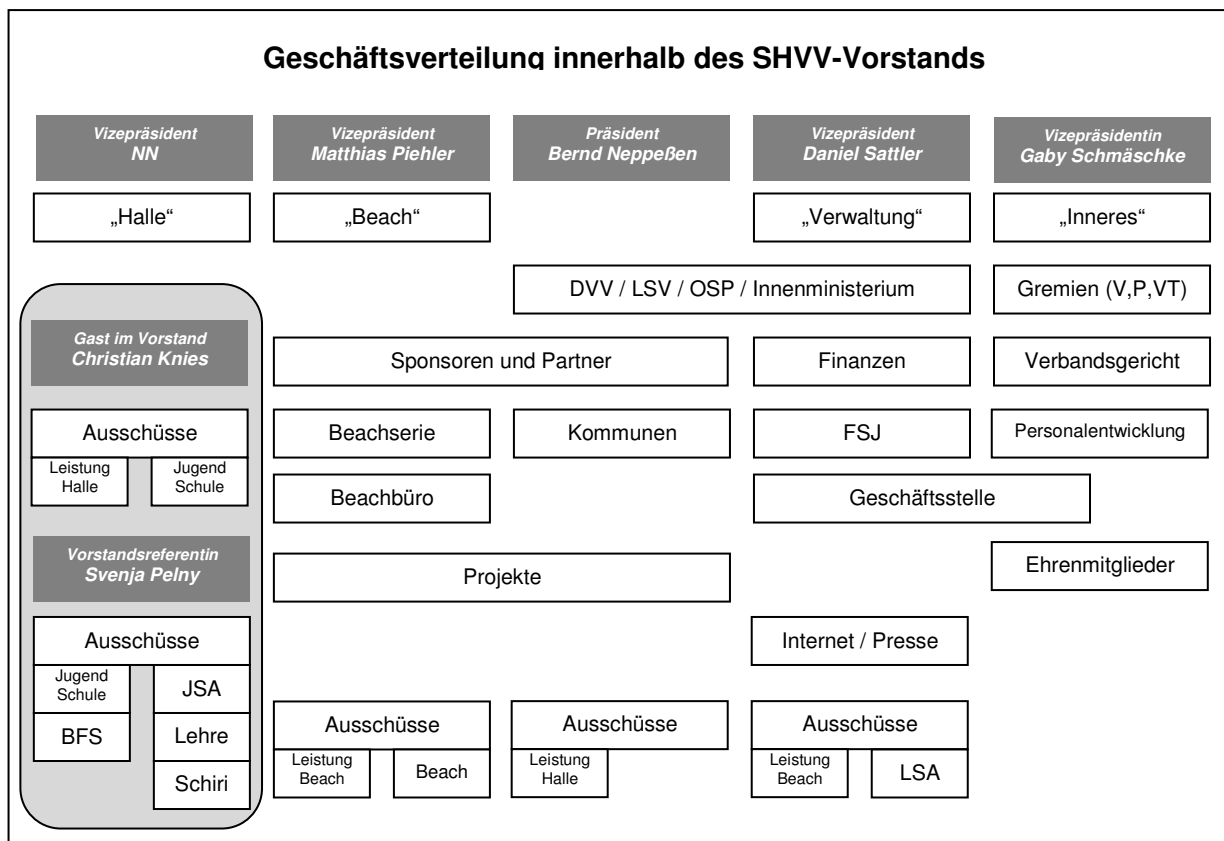 Geschäftsverteilung innerhalb des SHVV-Vorstands
Vizepräsident
NN
Vizepräsident
Matthias Piehler
Präsident
Bernd Neppeßen
Vizepräsident
Daniel Sattler
Vizepräsidentin
Gaby Schmäschke
„Halle“
„Beach“
„Verwaltung“
„Inneres“
DVV / LSV / OSP / Innenministerium
Gremien (V,P,VT)
Gast im Vorstand
Christian Knies
Sponsoren und Partner
Finanzen
Verbandsgericht
Ausschüsse
Leistung
Halle
Jugend
Schule
Beachserie
Kommunen
FSJ
Personalentwicklung
Beachbüro
Geschäftsstelle
Vorstandsreferentin
Svenja Pelny
Projekte
Ehrenmitglieder
Ausschüsse
Jugend
Schule
JSA
BFS
Lehre
Schiri
Internet / Presse
Ausschüsse
Leistung
Beach
Beach
Ausschüsse
Leistung
Halle
Ausschüsse
Leistung
Beach
LSA